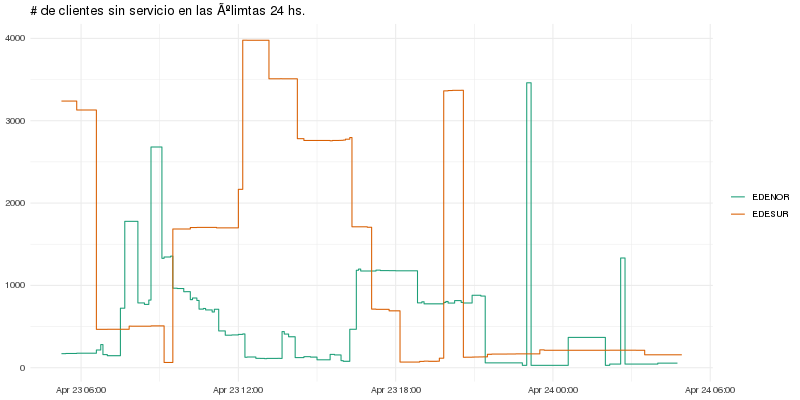 # de clientes sin servicio en las Ãºlimtas 24 hs.
4000
3000
2000
1000
0
Apr 23 06:00
Apr 23 12:00
Apr 23 18:00
Apr 24 00:00
Apr 24 06:00
EDENOR
EDESUR